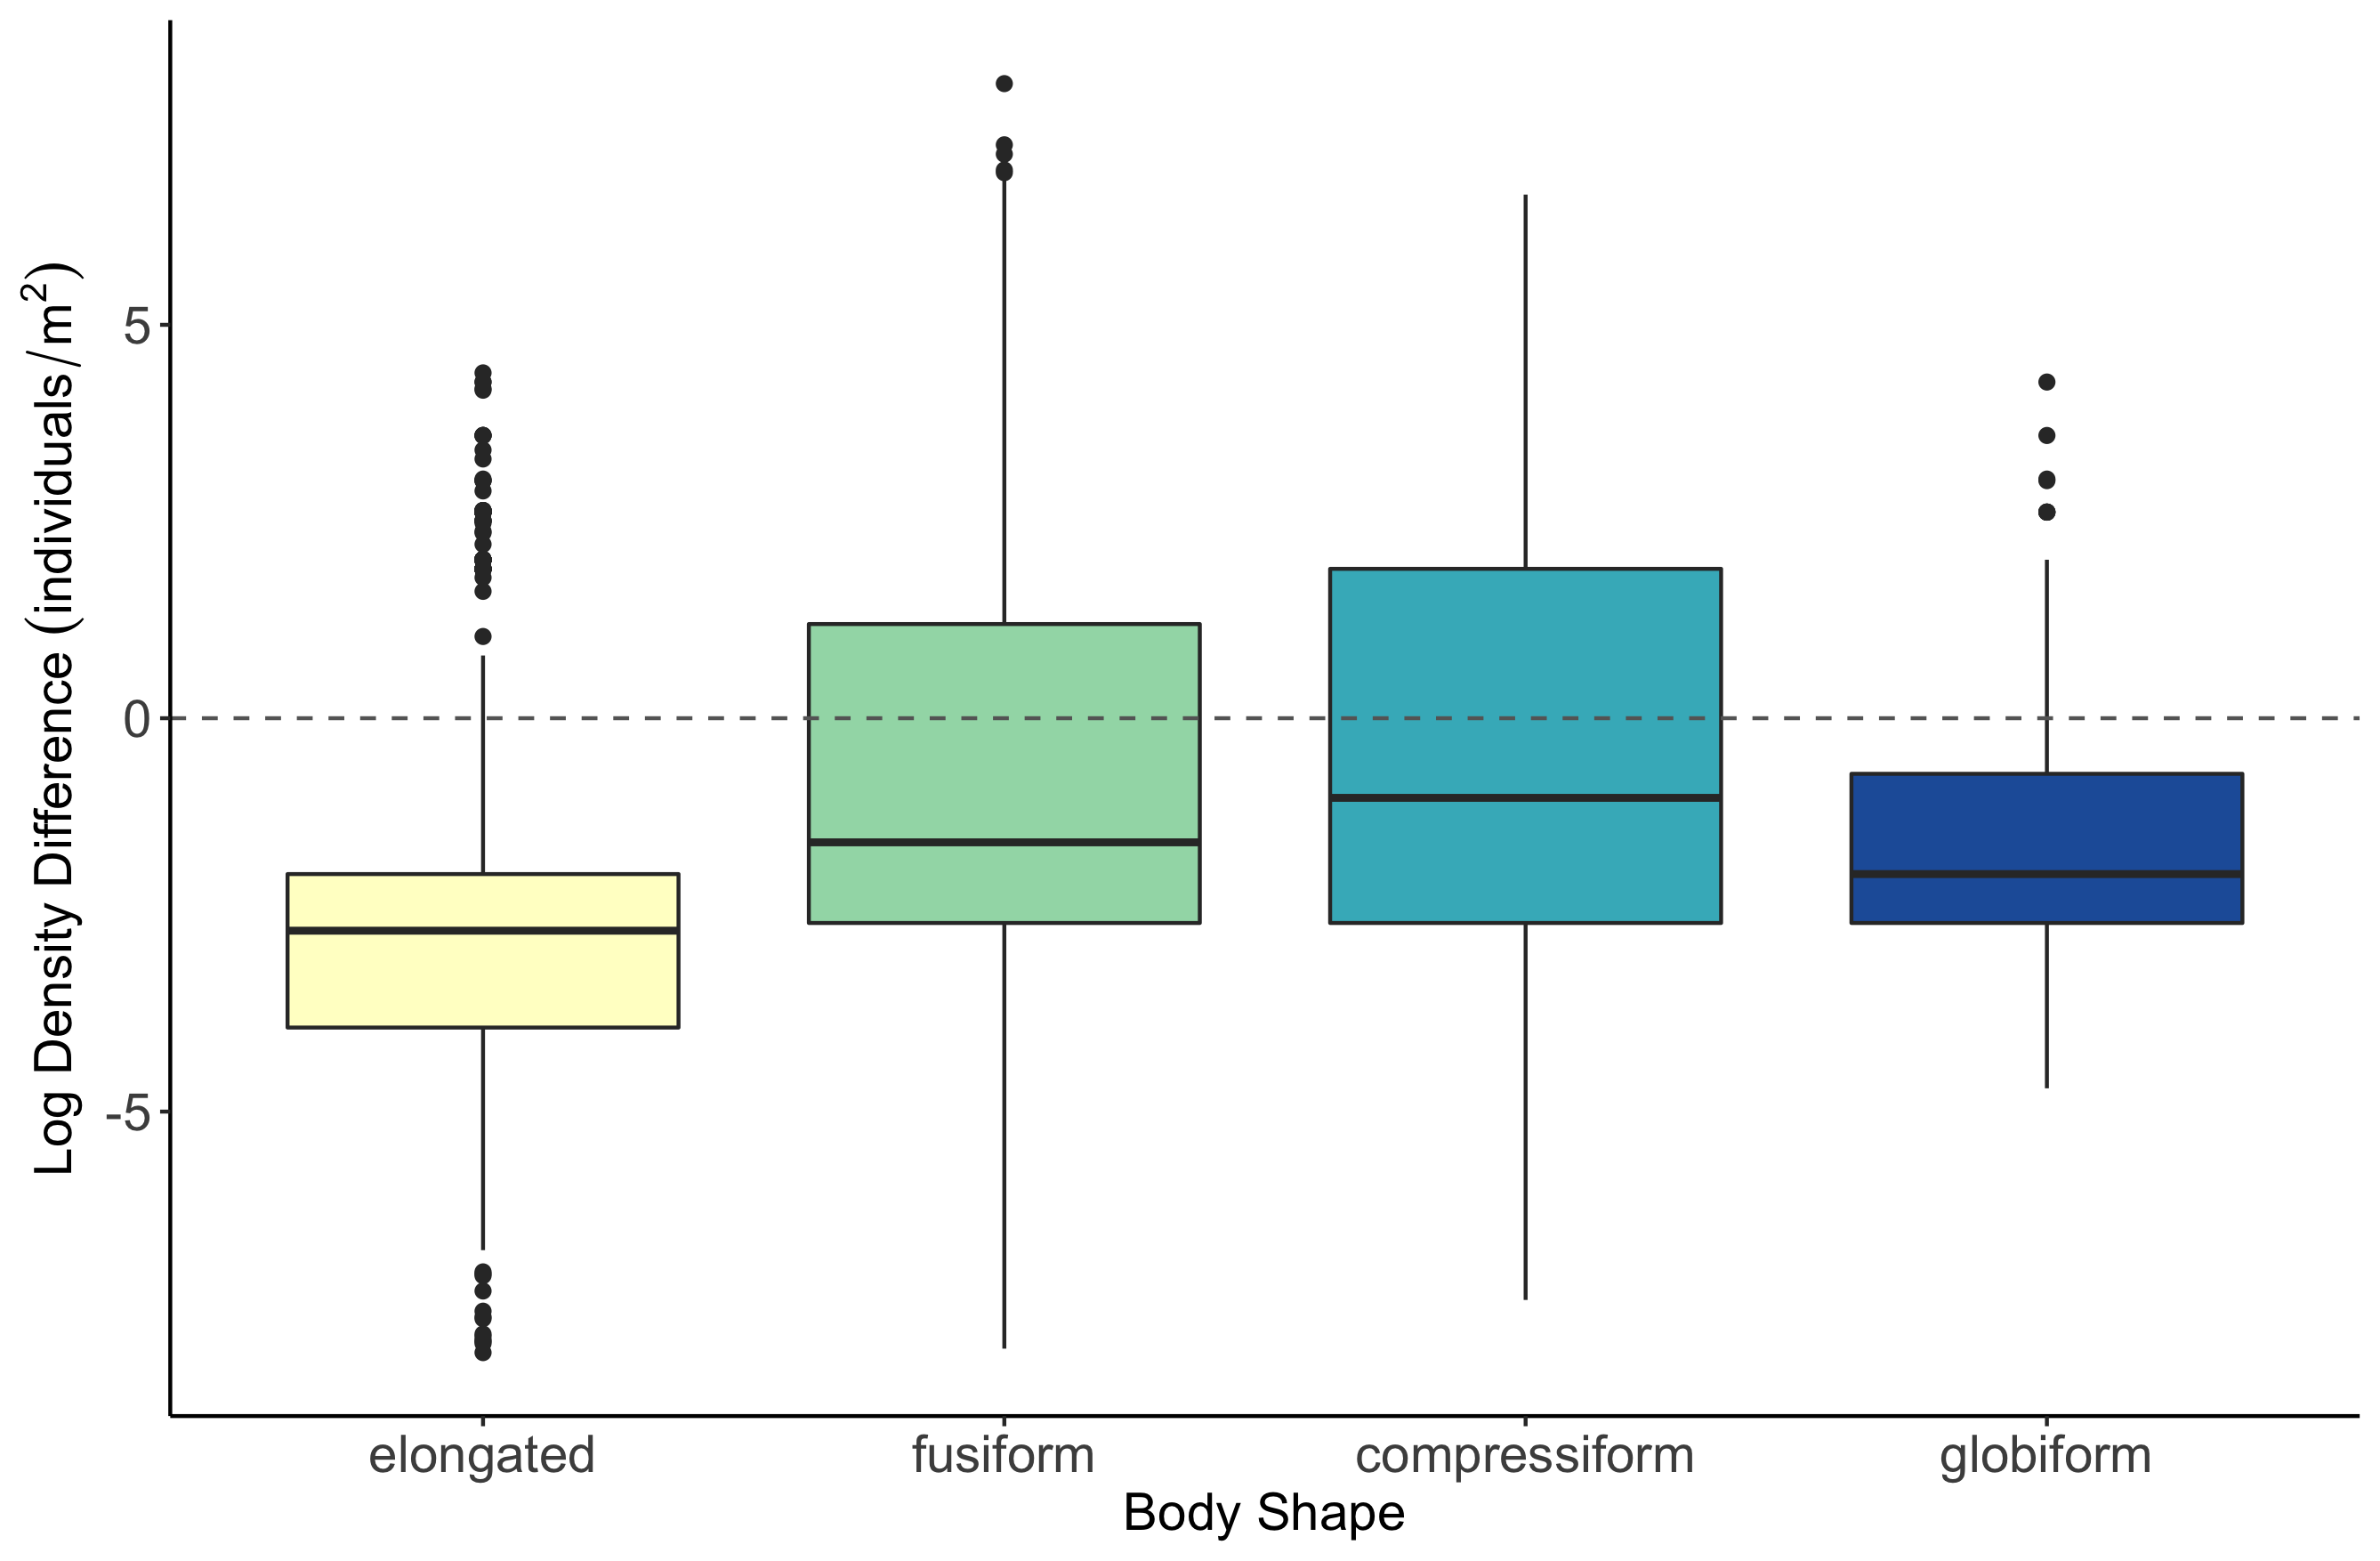 Log Density Difference (individuals/m²)
5
0
-5
elongated fusiform compressiform globiform
Body Shape